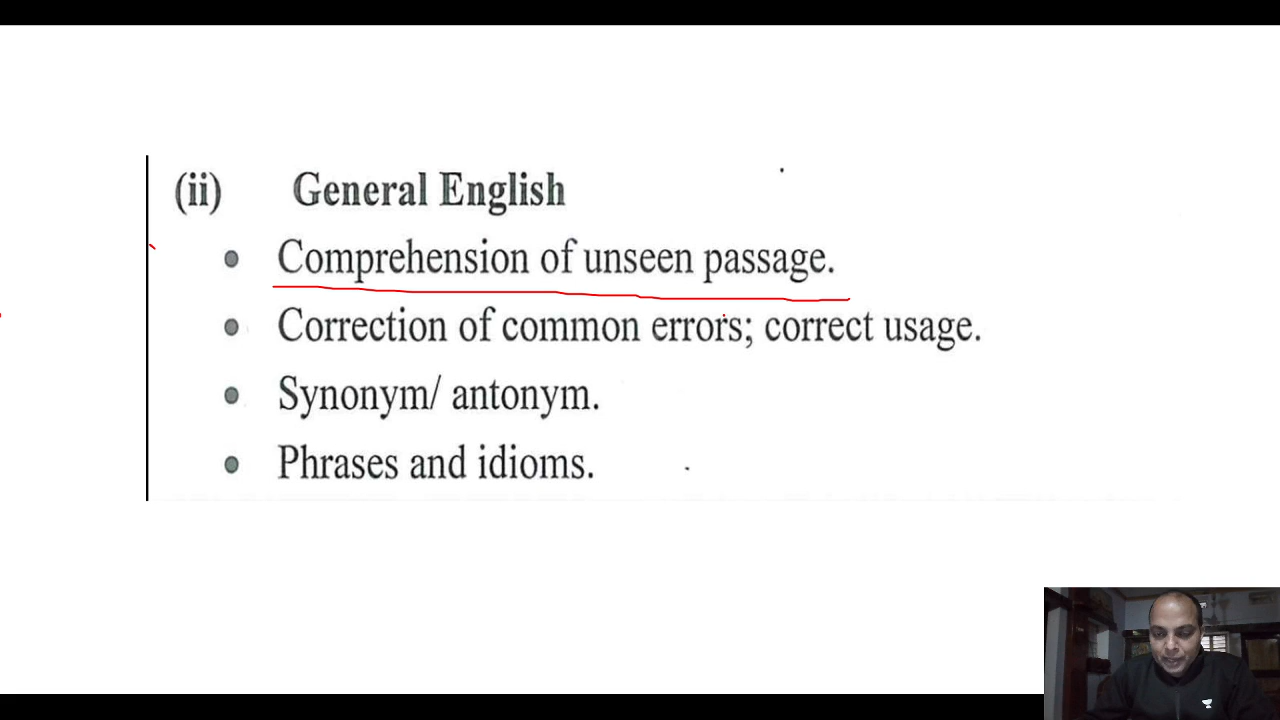 (ii) General English
• Comprehension of unseen passage.
• Correction of common errors; correct usage.
• Synonym/ antonym.
• Phrases and idioms.